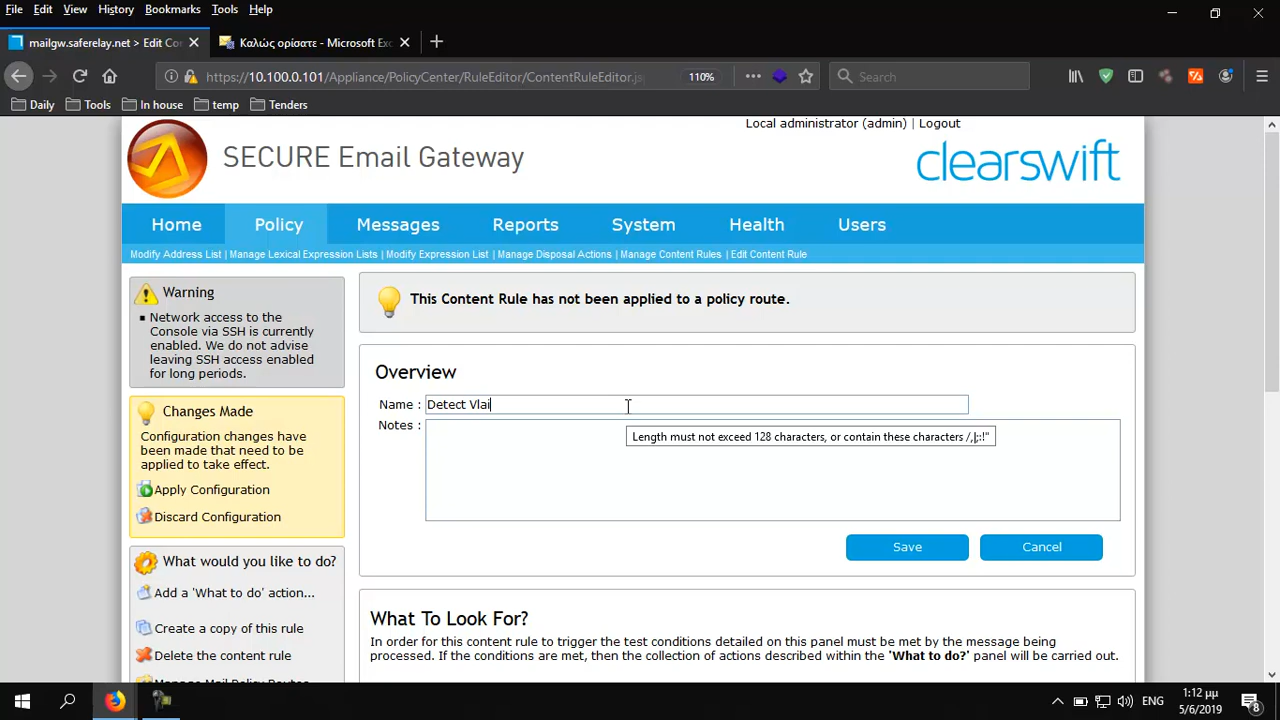 File Edit View History Bookmarks Tools Help
mailgw.saferelay.net > Edit Co
Καλώς ορίσατε - Microsoft Exc
https://10.100.0.101/Appliance/PolicyCenter/RuleEditor/ContentRuleEditor.js
110%
Search
Daily Tools In house temp Tenders
Local administrator (admin) | Logout
SECURE Email Gateway
clearswift
Home Policy Messages Reports System Health Users
Modify Address List | Manage Lexical Expression Lists | Modify Expression List | Manage Disposal Actions | Manage Content Rules | Edit Content Rule
Warning
Network access to the
Console via SSH is currently
enabled. We do not advise
leaving SSH access enabled
for long periods.
Changes Made
Configuration changes have
been made that need to be
applied to take effect.
Apply Configuration
Discard Configuration
What would you like to do?
Add a 'What to do' action...
Create a copy of this rule
Delete the content rule
Manage Mail Policy Routes
This Content Rule has not been applied to a policy route.
Overview
Name : Detect Vlai
Notes :
Length must not exceed 128 characters, or contain these characters /,|;:!"
Save Cancel
What To Look For?
In order for this content rule to trigger the test conditions detailed on this panel must be met by the message being
processed. If the conditions are met, then the collection of actions described within the 'What to do?' panel will be carried out.
ENG
1:12 μμ
5/6/2019
8